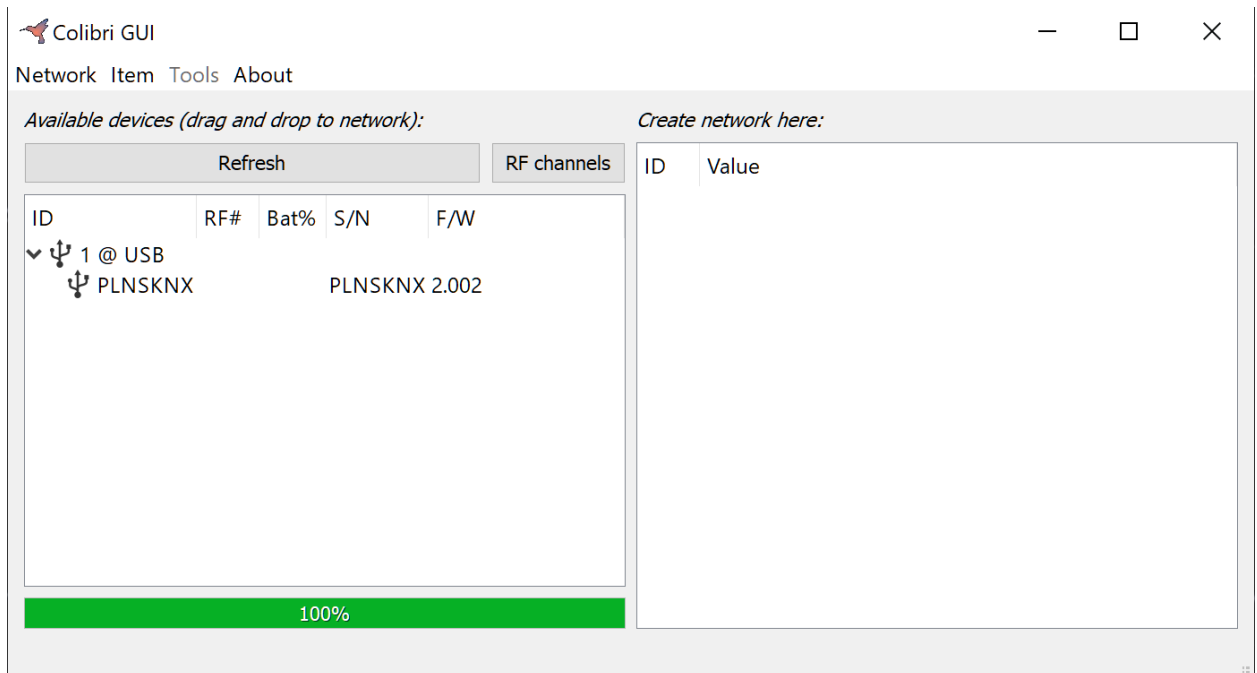 Colibri GUI
Network Item Tools About
Available devices (drag and drop to network):
Refresh RF channels
ID RF# Bat% S/N F/W
1 @ USB
PLNSKNX PLNSKNX 2.002
100%
Create network here:
ID Value